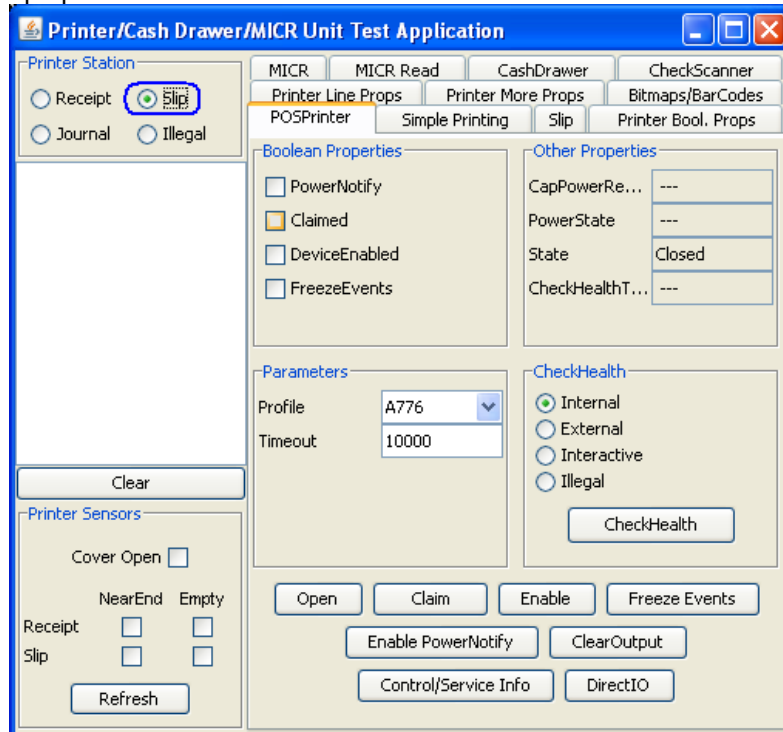 Printer/Cash Drawer/MICR Unit Test Application
Printer Station
Receipt Slip
Journal Illegal
Clear
Printer Sensors
Cover Open
NearEnd Empty
Receipt
Slip
Refresh
MICR MICR Read CashDrawer CheckScanner
Printer Line Props Printer More Props Bitmaps/BarCodes
POSPrinter Simple Printing Slip Printer Bool. Props
Boolean Properties
PowerNotify
Claimed
DeviceEnabled
FreezeEvents
Other Properties
CapPowerRe... ---
PowerState ---
State Closed
CheckHealthT... ---
Parameters
Profile A776
Timeout 10000
CheckHealth
Internal
External
Interactive
Illegal
CheckHealth
Open Claim Enable Freeze Events
Enable PowerNotify ClearOutput
Control/Service Info DirectIO